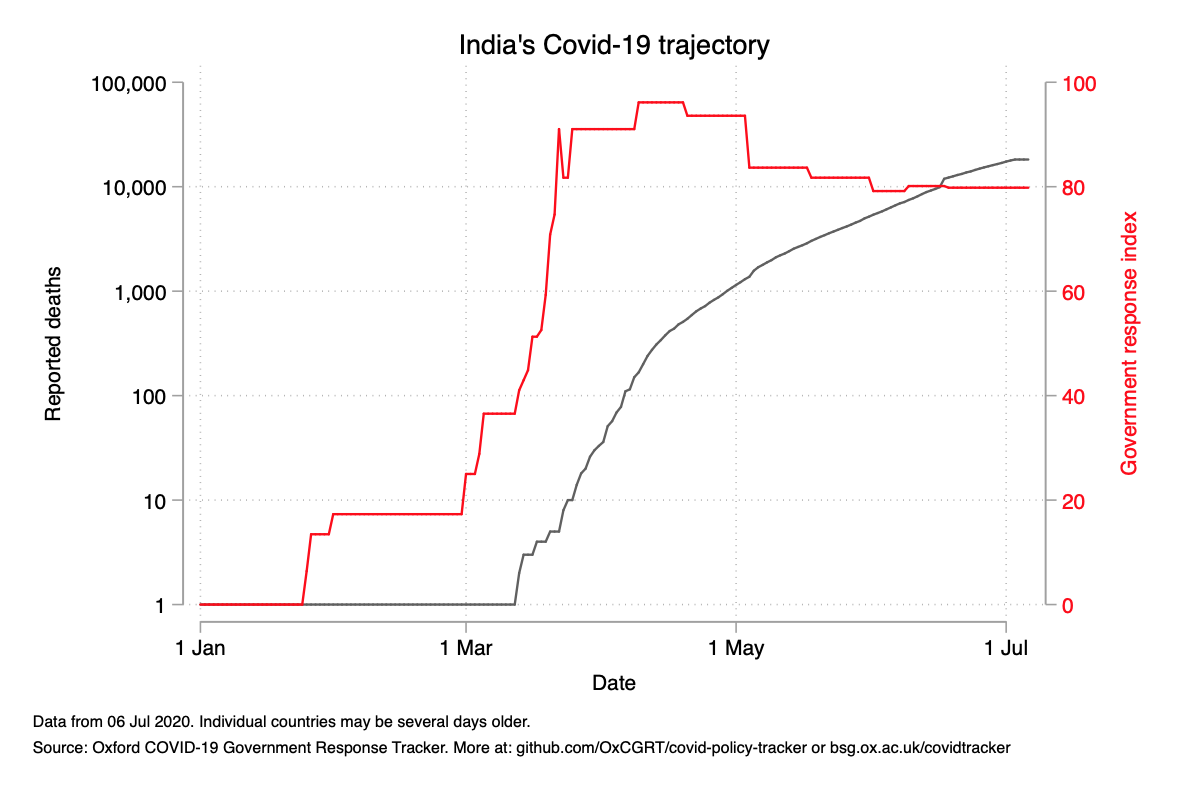 India's Covid-19 trajectory
100,000
10,000
1,000
100
10
1
Reported deaths
100
80
60
40
20
0
Government response index
1 Jan
1 Mar
1 May
1 Jul
Date
Data from 06 Jul 2020. Individual countries may be several days older.
Source: Oxford COVID-19 Government Response Tracker. More at: github.com/OxCGRT/covid-policy-tracker or bsg.ox.ac.uk/covidtracker